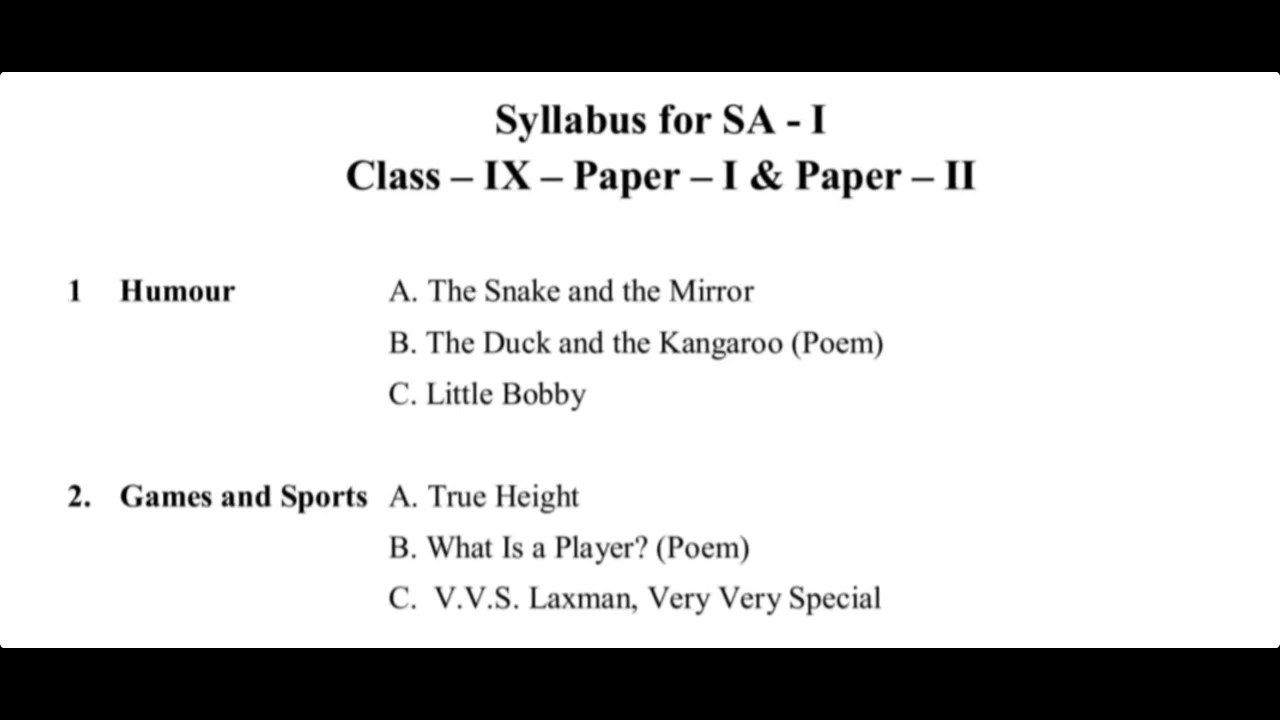 Syllabus for SA - I
Class – IX – Paper – I & Paper – II
1 Humour A. The Snake and the Mirror
B. The Duck and the Kangaroo (Poem)
C. Little Bobby
2. Games and Sports A. True Height
B. What Is a Player? (Poem)
C. V.V.S. Laxman, Very Very Special